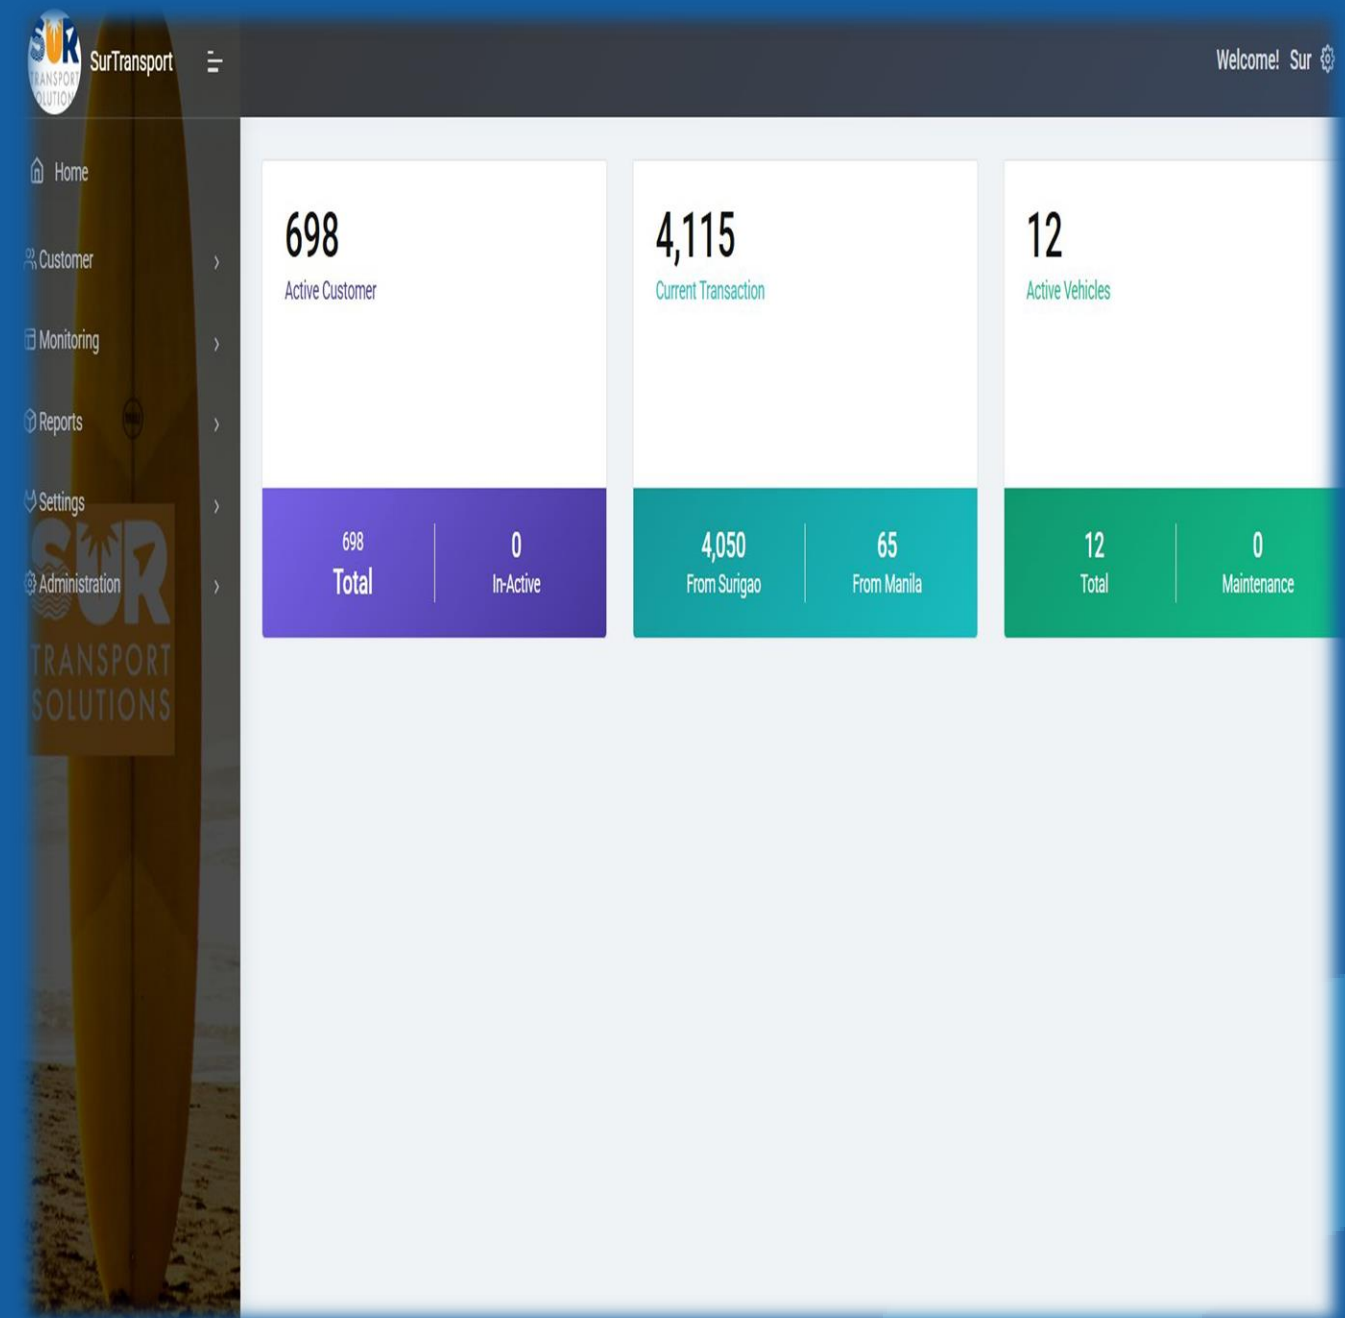 SUR
TRANSPORT
SOLUTION
SurTransport
Welcome! Sur
Home
Customer
Monitoring
Reports
Settings
Administration
SUR
TRANSPORT
SOLUTIONS
698
Active Customer
698
Total
0
In-Active
4,115
Current Transaction
4,050
From Surigao
65
From Manila
12
Active Vehicles
12
Total
0
Maintenance